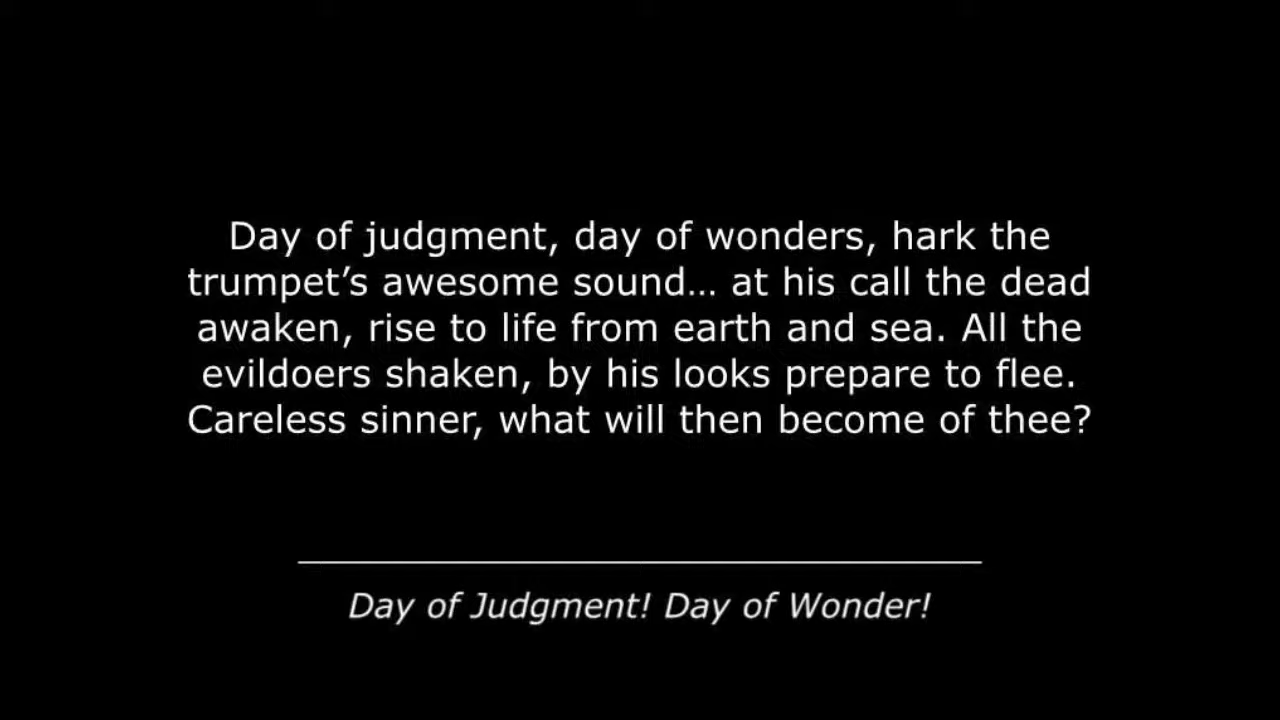 Day of judgment, day of wonders, hark the
trumpet’s awesome sound… at his call the dead
awaken, rise to life from earth and sea. All the
evildoers shaken, by his looks prepare to flee.
Careless sinner, what will then become of thee?
Day of Judgment! Day of Wonder!